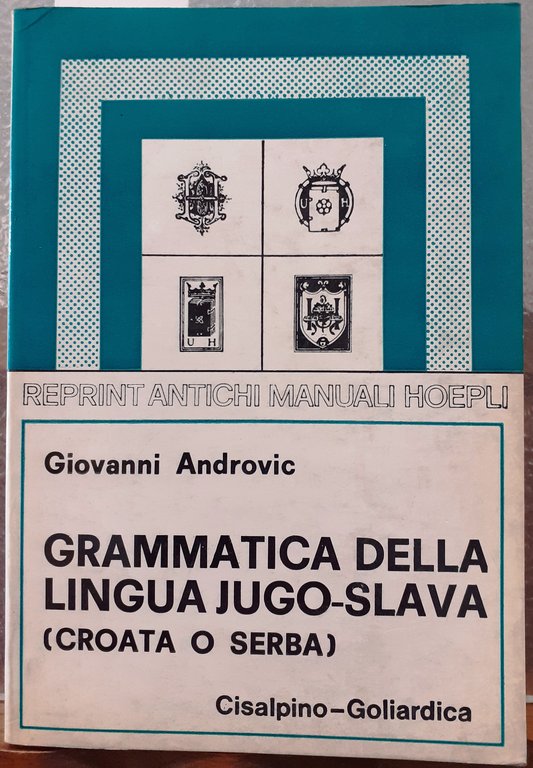 U H
U H
REPRINT ANTICHI MANUALI HOEPLI
Giovanni Androvic
GRAMMATICA DELLA
LINGUA JUGO-SLAVA
(CROATA O SERBA)
Cisalpino-Goliardica